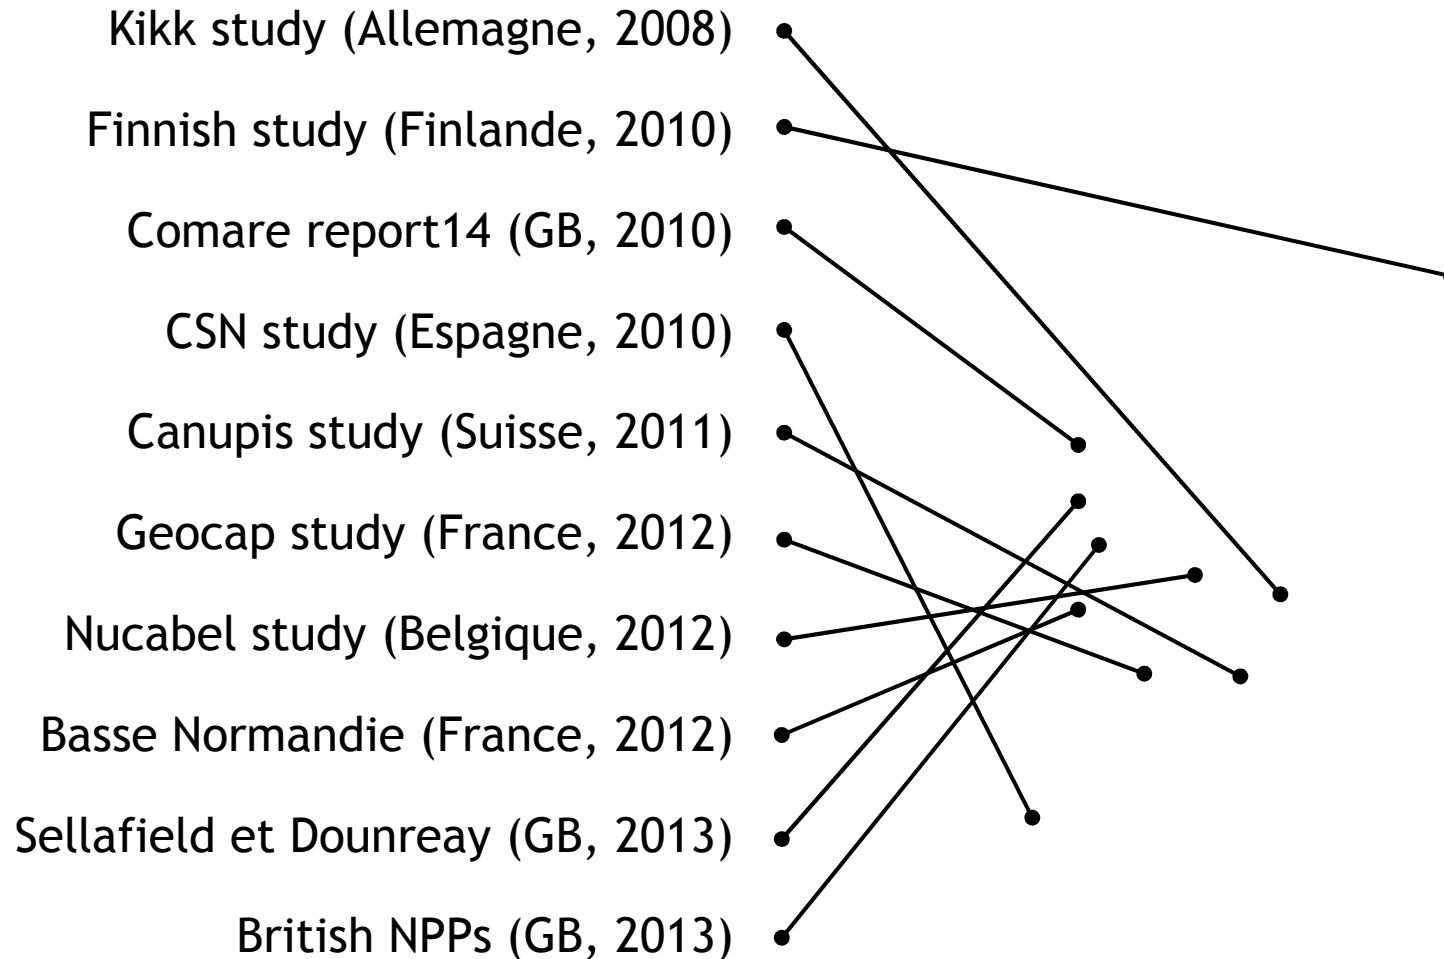 Kikk study (Allemagne, 2008)
Finnish study (Finlande, 2010)
Comare report14 (GB, 2010)
CSN study (Espagne, 2010)
Canupis study (Suisse, 2011)
Geocap study (France, 2012)
Nucabel study (Belgique, 2012)
Basse Normandie (France, 2012)
Sellafield et Dounreay (GB, 2013)
British NPPs (GB, 2013)